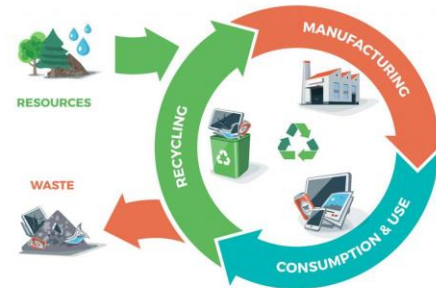 RESOURCES
MANUFACTURING
RECYCLING
WASTE
CONSUMPTION & USE